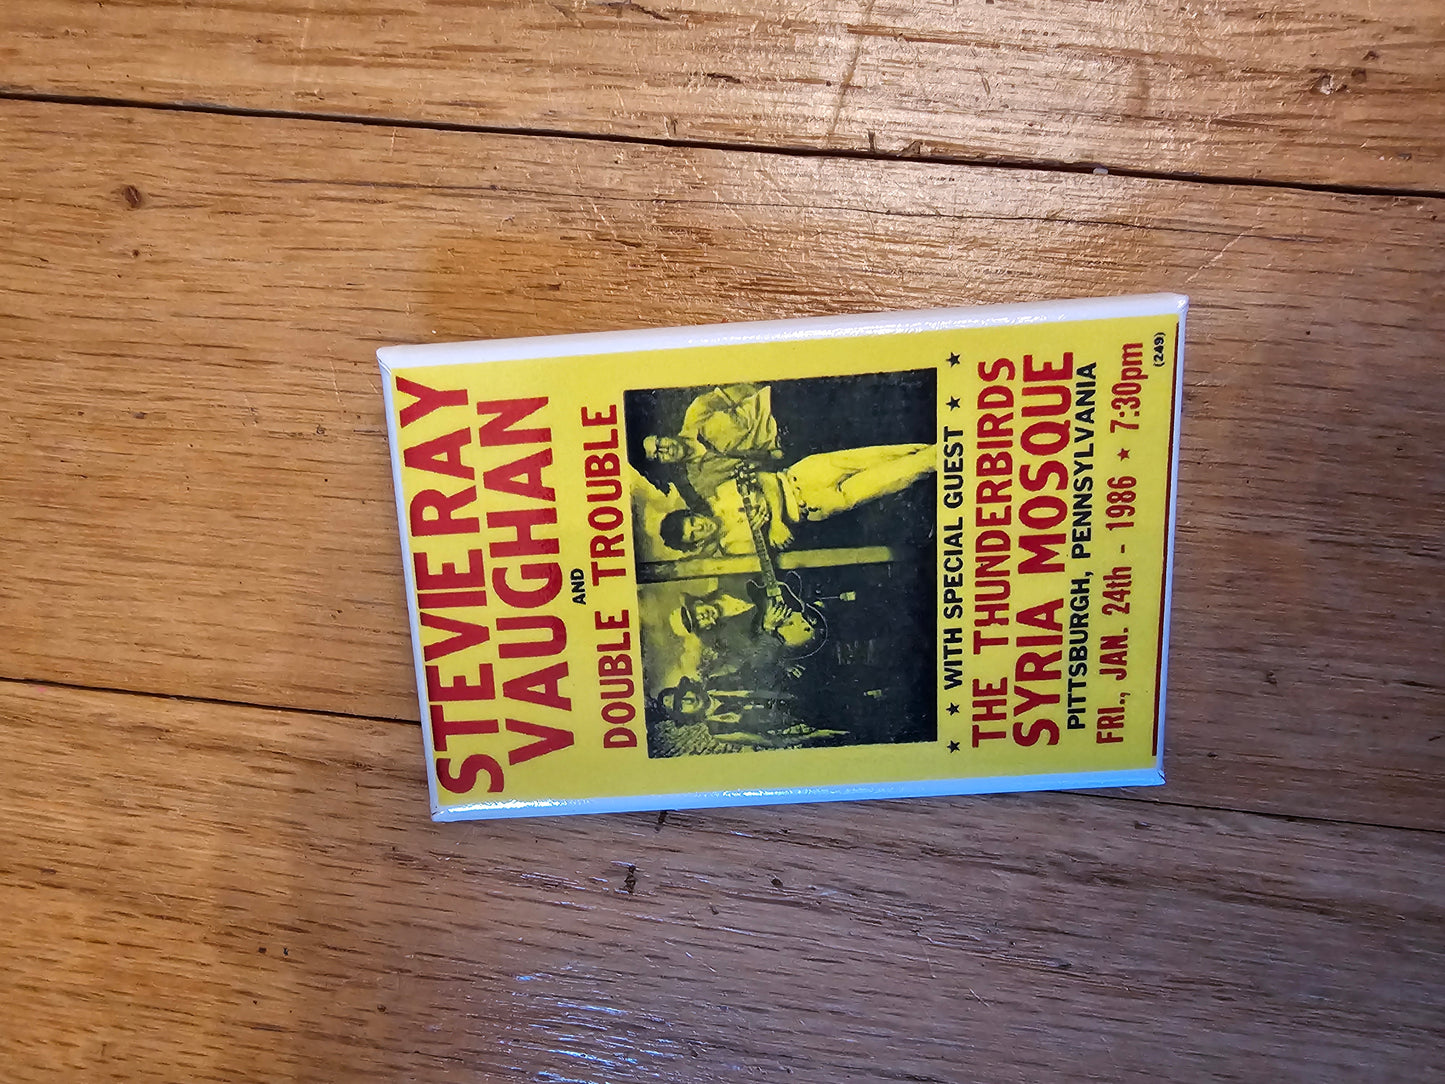 STEVIE RAY
VAUGHAN
AND
DOUBLE TROUBLE
★ ★ WITH SPECIAL GUEST ★ ★
THE THUNDERBIRDS
SYRIA MOSQUE
PITTSBURGH, PENNSYLVANIA
FRI., JAN. 24th - 1986 ★ 7:30pm
(249)